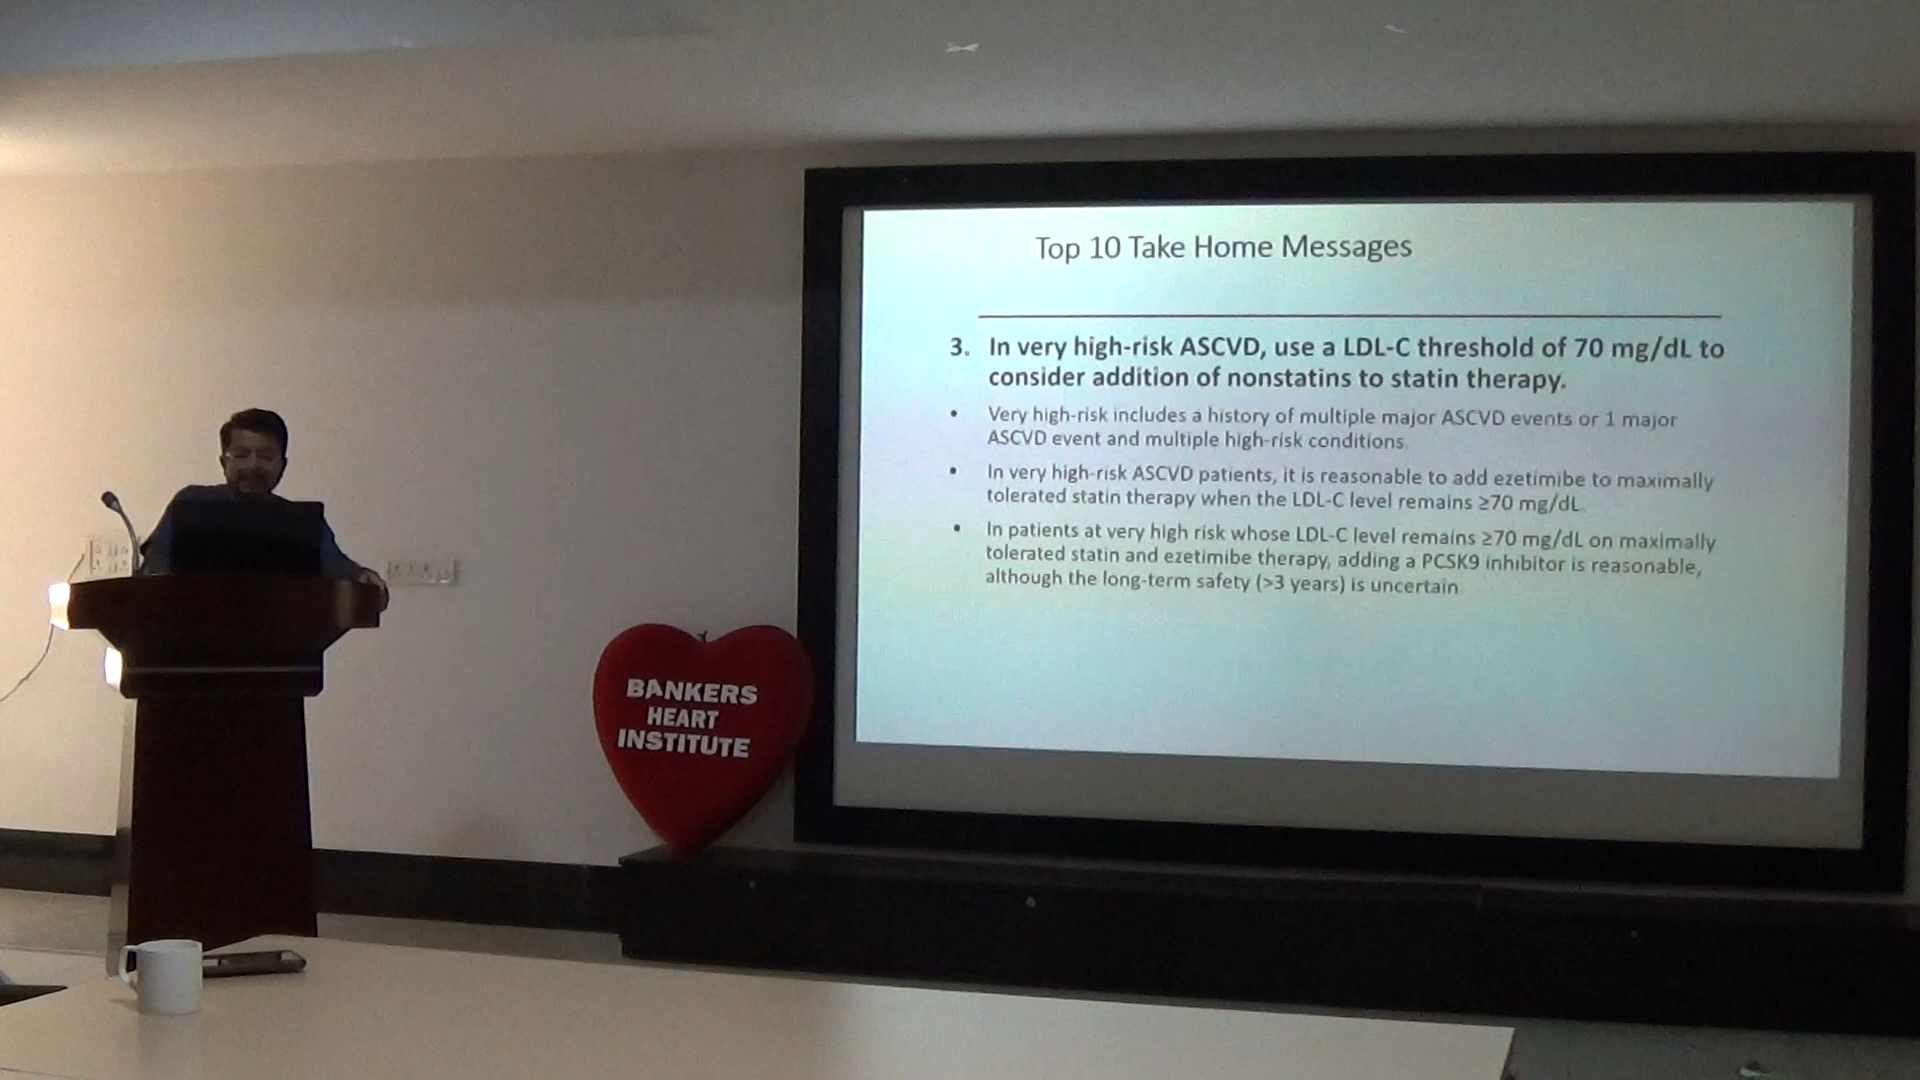 Top 10 Take Home Messages
3. In very high-risk ASCVD, use a LDL-C threshold of 70 mg/dL to
consider addition of nonstatins to statin therapy.
• Very high-risk includes a history of multiple major ASCVD events or 1 major
ASCVD event and multiple high-risk conditions.
• In very high-risk ASCVD patients, it is reasonable to add ezetimibe to maximally
tolerated statin therapy when the LDL-C level remains ≥70 mg/dL.
• In patients at very high risk whose LDL-C level remains ≥70 mg/dL on maximally
tolerated statin and ezetimibe therapy, adding a PCSK9 inhibitor is reasonable,
although the long-term safety (>3 years) is uncertain.
BANKERS
HEART
INSTITUTE